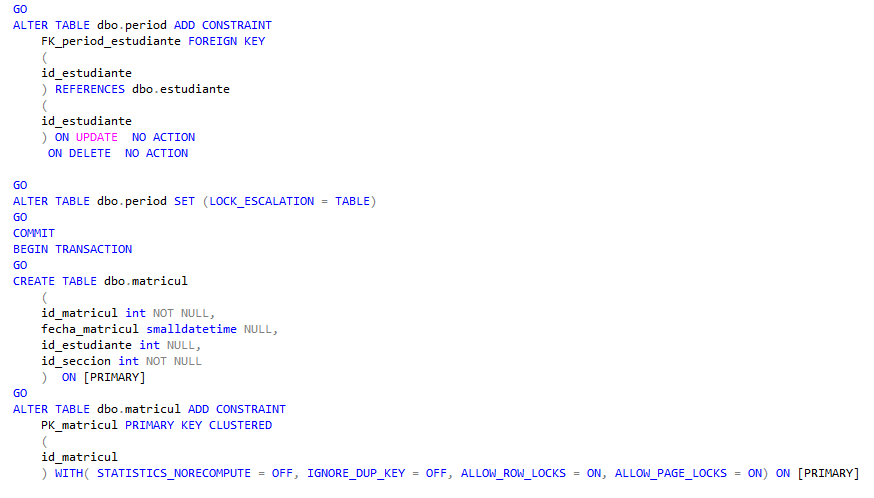 GO
ALTER TABLE dbo.period ADD CONSTRAINT
FK_period_estudiante FOREIGN KEY
(
id_estudiante
) REFERENCES dbo.estudiante
(
id_estudiante
) ON UPDATE  NO ACTION
ON DELETE  NO ACTION
GO
ALTER TABLE dbo.period SET (LOCK_ESCALATION = TABLE)
GO
COMMIT
BEGIN TRANSACTION
GO
CREATE TABLE dbo.matricul
(
id_matricul int NOT NULL,
fecha_matricul smalldatetime NULL,
id_estudiante int NULL,
id_seccion int NOT NULL
)  ON [PRIMARY]
GO
ALTER TABLE dbo.matricul ADD CONSTRAINT
PK_matricul PRIMARY KEY CLUSTERED
(
id_matricul
) WITH( STATISTICS_NORECOMPUTE = OFF, IGNORE_DUP_KEY = OFF, ALLOW_ROW_LOCKS = ON, ALLOW_PAGE_LOCKS = ON) ON [PRIMARY]